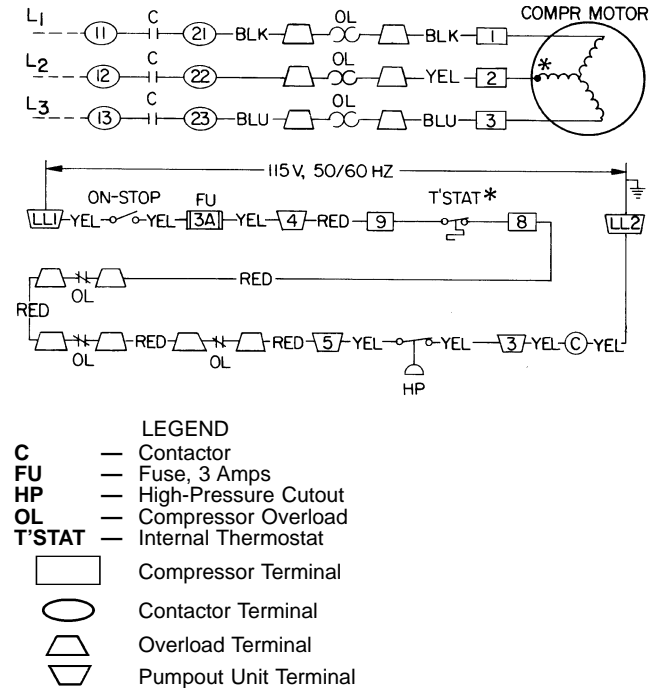 COMPR MOTOR
L1 11 C 21 BLK OL BLK 1
L2 12 C 22 OL YEL 2 *
L3 13 C 23 BLU OL BLU 3
115 V, 50/60 HZ
ON-STOP FU T'STAT*
LL1 YEL YEL 3A YEL 4 RED 9 8 LL2
OL RED
RED
OL RED OL RED 5 YEL HP YEL 3 YEL C YEL
LEGEND
C — Contactor
FU — Fuse, 3 Amps
HP — High-Pressure Cutout
OL — Compressor Overload
T'STAT — Internal Thermostat
Compressor Terminal
Contactor Terminal
Overload Terminal
Pumpout Unit Terminal